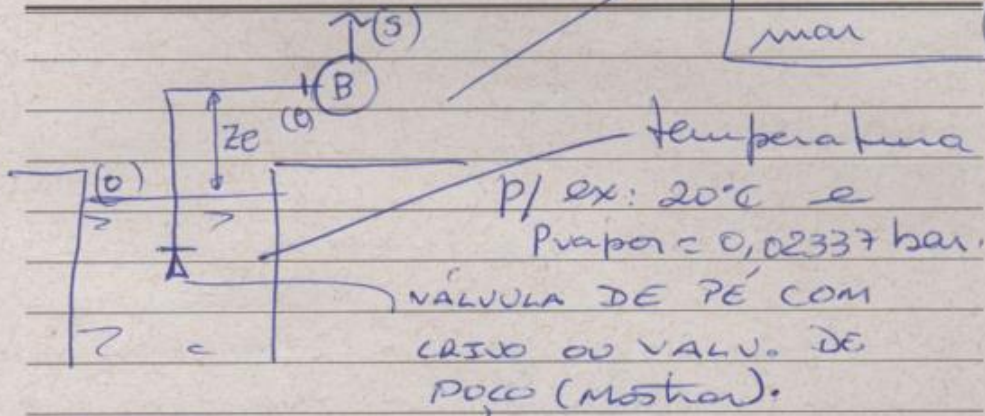 (S)
mar (
B
(e)
Ze
temperatura
(0)
P/ ex: 20°C e
Pvapor = 0,02337 bar.
VÁLVULA DE PÉ COM
CRIVO OU VALV. DE
POÇO (Mostrar).